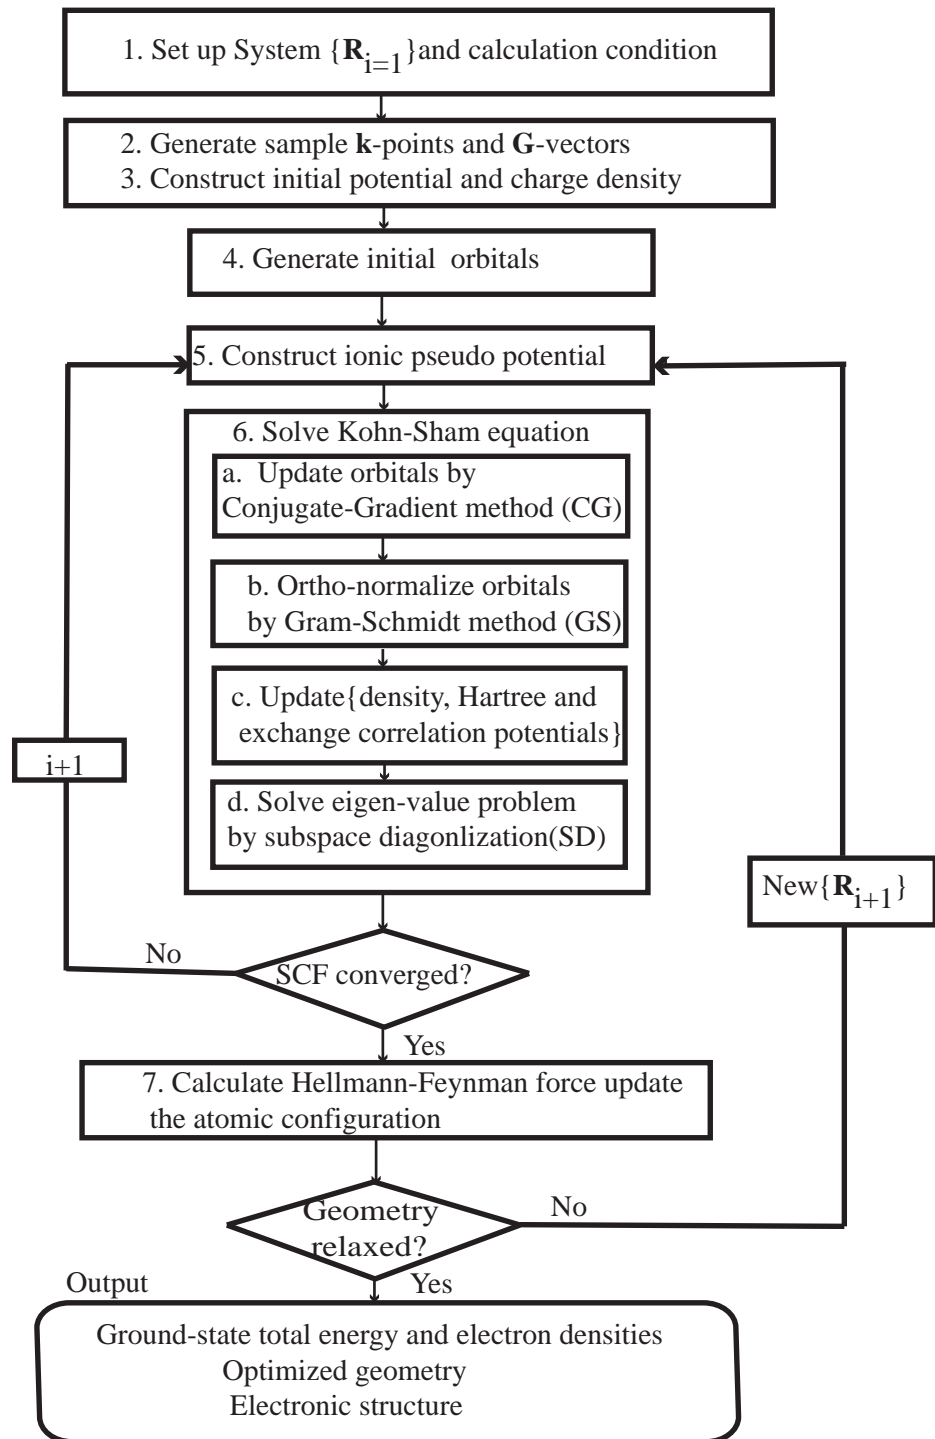 1. Set up System {R_{i=1}}and calculation condition
2. Generate sample k-points and G-vectors
3. Construct initial potential and charge density
4. Generate initial orbitals
5. Construct ionic pseudo potential
6. Solve Kohn-Sham equation
a. Update orbitals by
Conjugate-Gradient method (CG)
b. Ortho-normalize orbitals
by Gram-Schmidt method (GS)
c. Update{density, Hartree and
exchange correlation potentials}
i+1
d. Solve eigen-value problem
by subspace diagonlization(SD)
New{R_{i+1}}
No
SCF converged?
Yes
7. Calculate Hellmann-Feynman force update
the atomic configuration
Geometry
relaxed?
No
Output
Yes
Ground-state total energy and electron densities
Optimized geometry
Electronic structure